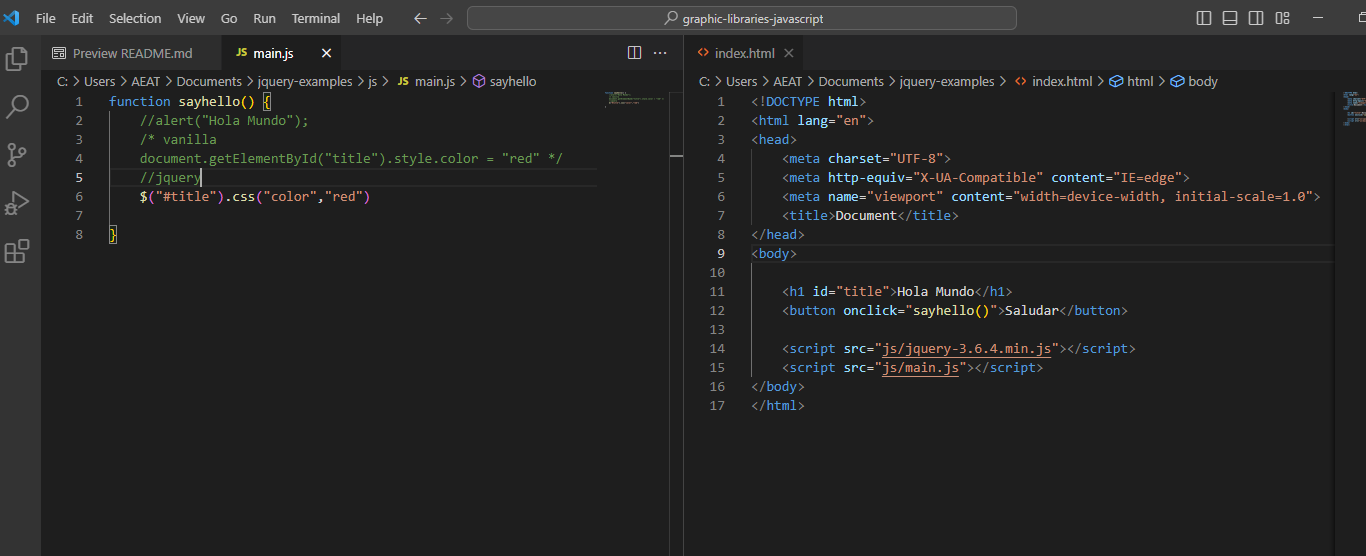 File Edit Selection View Go Run Terminal Help graphic-libraries-javascript
Preview README.md JS main.js
C: > Users > AEAT > Documents > jquery-examples > js > JS main.js > sayhello
1 function sayhello() {
2 //alert("Hola Mundo");
3 /* vanilla
4 document.getElementById("title").style.color = "red" */
5 //jquery
6 $("#title").css("color","red")
7
8 }
index.html
C: > Users > AEAT > Documents > jquery-examples > index.html > html > body
1 <!DOCTYPE html>
2 <html lang="en">
3 <head>
4 <meta charset="UTF-8">
5 <meta http-equiv="X-UA-Compatible" content="IE=edge">
6 <meta name="viewport" content="width=device-width, initial-scale=1.0">
7 <title>Document</title>
8 </head>
9 <body>
10
11 <h1 id="title">Hola Mundo</h1>
12 <button onclick="sayhello()">Saludar</button>
13
14 <script src="js/jquery-3.6.4.min.js"></script>
15 <script src="js/main.js"></script>
16 </body>
17 </html>